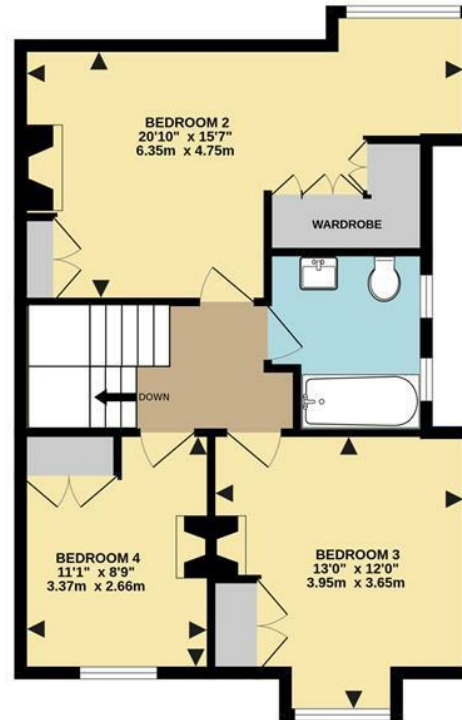 BEDROOM 2
20'10" x 15'7"
6.35m x 4.75m
WARDROBE
DOWN
BEDROOM 4
11'1" x 8'9"
3.37m x 2.66m
BEDROOM 3
13'0" x 12'0"
3.95m x 3.65m